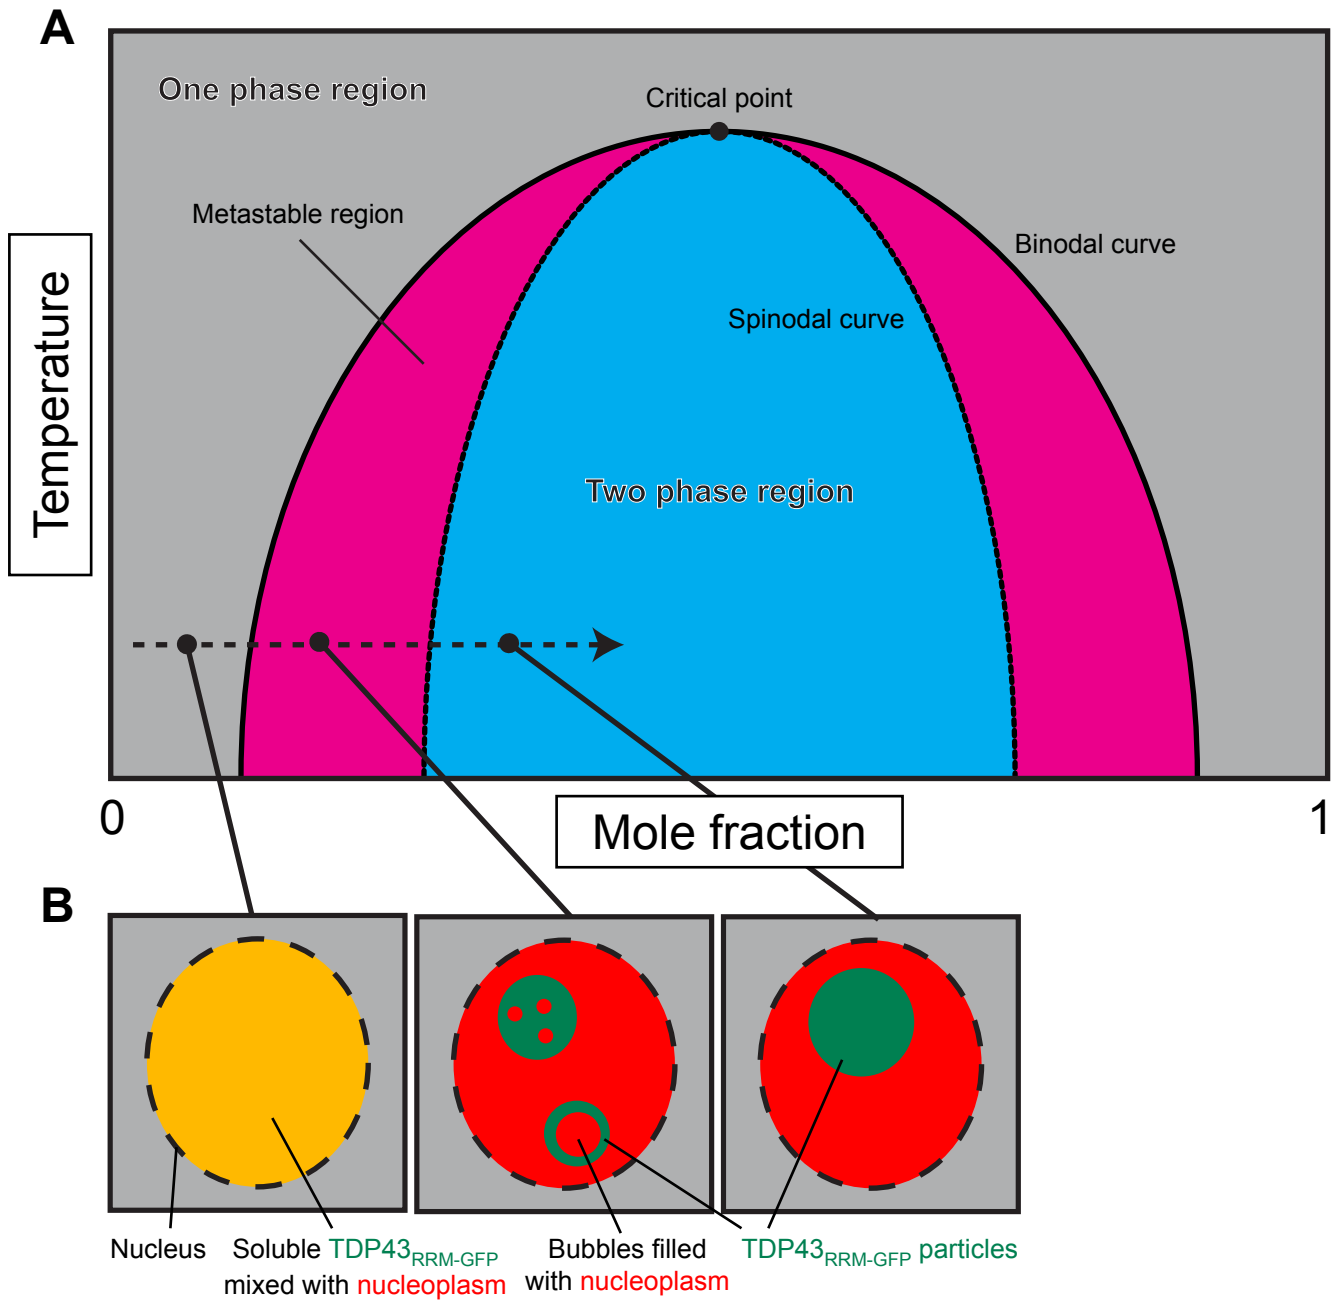 A
One phase region
Critical point
Metastable region
Binodal curve
Spinodal curve
Two phase region
Temperature
0
Mole fraction
1
B
Nucleus
Soluble TDP43RRM-GFP
mixed with nucleoplasm
Bubbles filled
with nucleoplasm
TDP43RRM-GFP particles